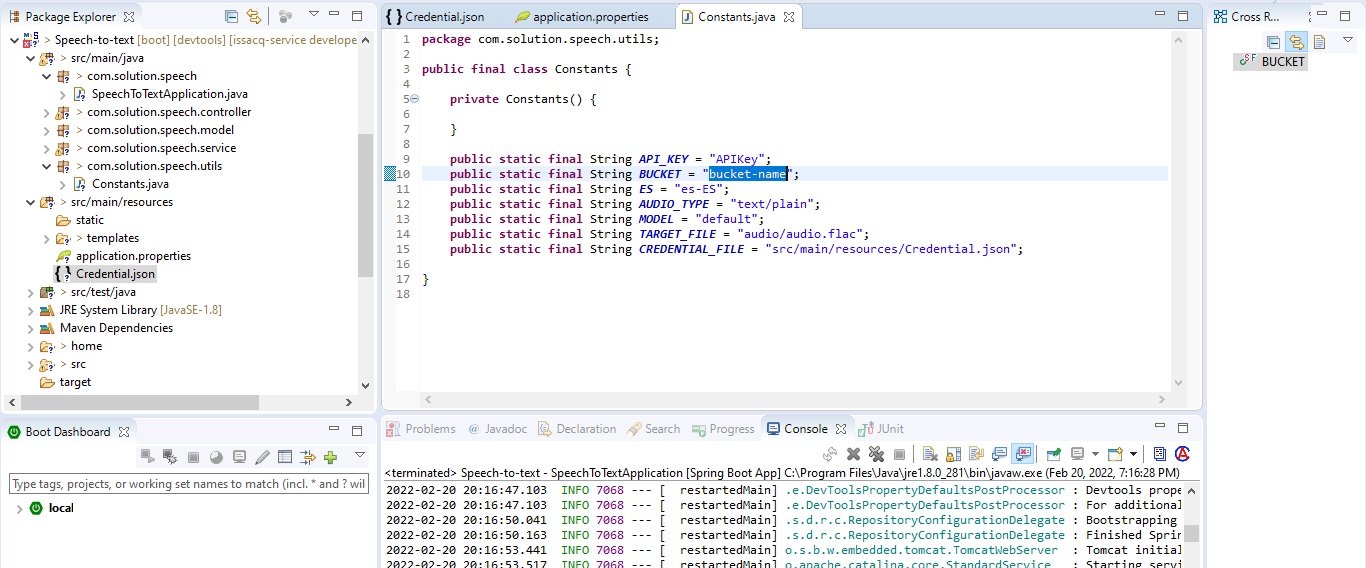 Package Explorer
> Speech-to-text [boot] [devtools] [issacq-service develope
> src/main/java
> com.solution.speech
SpeechToTextApplication.java
> com.solution.speech.controller
> com.solution.speech.model
> com.solution.speech.service
> com.solution.speech.utils
Constants.java
> src/main/resources
static
> templates
application.properties
Credential.json
> src/test/java
JRE System Library [JavaSE-1.8]
Maven Dependencies
> home
> src
target
Boot Dashboard
Type tags, projects, or working set names to match (incl. * and ? wil
local
Credential.json application.properties Constants.java
1 package com.solution.speech.utils;
2
3 public final class Constants {
4
5 private Constants() {
6
7 }
8
9 public static final String API_KEY = "APIKey";
10 public static final String BUCKET = "bucket-name";
11 public static final String ES = "es-ES";
12 public static final String AUDIO_TYPE = "text/plain";
13 public static final String MODEL = "default";
14 public static final String TARGET_FILE = "audio/audio.flac";
15 public static final String CREDENTIAL_FILE = "src/main/resources/Credential.json";
16
17 }
18
Problems @ Javadoc Declaration Search Progress Console JUnit
<terminated> Speech-to-text - SpeechToTextApplication [Spring Boot App] C:\Program Files\Java\jre1.8.0_281\bin\javaw.exe (Feb 20, 2022, 7:16:28 PM)
2022-02-20 20:16:47.103 INFO 7068 --- [ restartedMain] .e.DevToolsPropertyDefaultsPostProcessor : Devtools prope
2022-02-20 20:16:47.103 INFO 7068 --- [ restartedMain] .e.DevToolsPropertyDefaultsPostProcessor : For additional
2022-02-20 20:16:50.041 INFO 7068 --- [ restartedMain] .s.d.r.c.RepositoryConfigurationDelegate : Bootstrapping
2022-02-20 20:16:50.163 INFO 7068 --- [ restartedMain] .s.d.r.c.RepositoryConfigurationDelegate : Finished Sprin
2022-02-20 20:16:53.441 INFO 7068 --- [ restartedMain] o.s.b.w.embedded.tomcat.TomcatWebServer : Tomcat initial
2022-02-20 20:16:53.517 INFO 7068 --- [ restartedMain] o.apache.catalina.core.StandardService : Starting servi
Cross R...
BUCKET